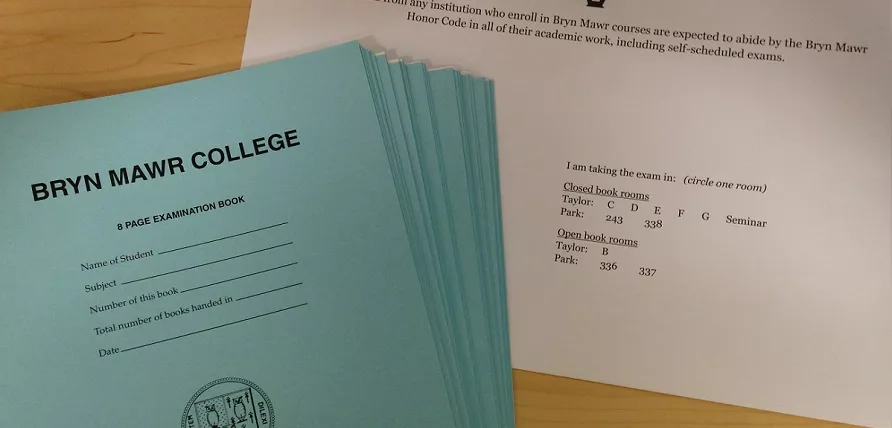 BRYN MAWR COLLEGE
8 PAGE EXAMINATION BOOK
Name of Student
Subject
Number of this book
Total number of books handed in
Date
DILEXI
from any institution who enroll in Bryn Mawr courses are expected to abide by the Bryn Mawr
Honor Code in all of their academic work, including self-scheduled exams.
I am taking the exam in: (circle one room)
Closed book rooms
Taylor: C D E F G Seminar
Park: 243 338
Open book rooms
Taylor: B
Park: 336 337